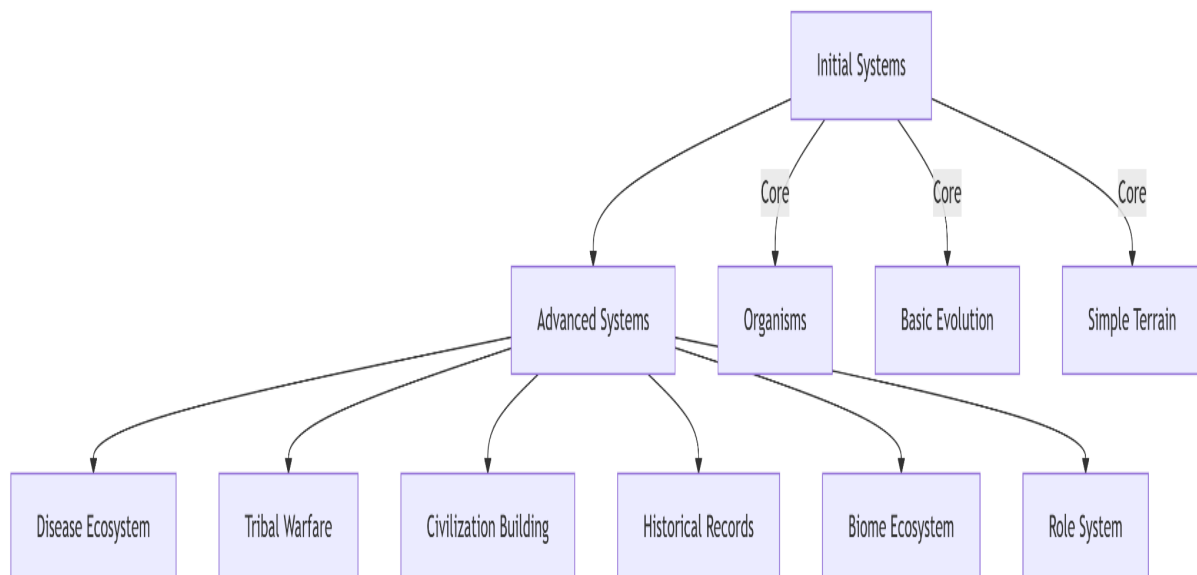 Initial Systems
Core
Core
Core
Advanced Systems
Organisms
Basic Evolution
Simple Terrain
Disease Ecosystem
Tribal Warfare
Civilization Building
Historical Records
Biome Ecosystem
Role System